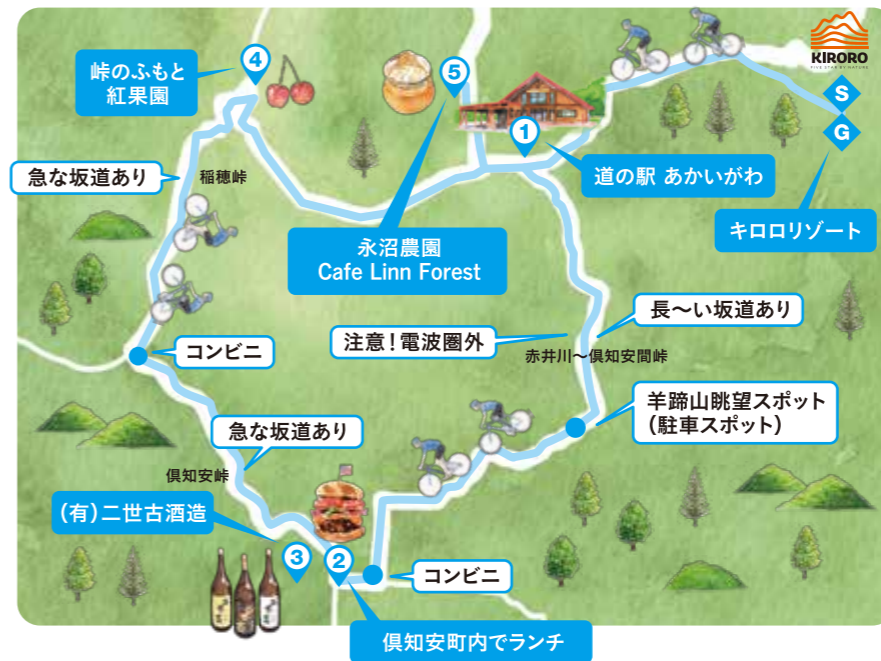 KIRORO
S
G
キロロリゾート
4
峠のふもと
紅果園
5
1
道の駅 あかいがわ
永沼農園
Cafe Linn Forest
急な坂道あり
稲穂峠
長〜い坂道あり
注意!電波圏外
赤井川〜倶知安間峠
コンビニ
羊蹄山眺望スポット
(駐車スポット)
急な坂道あり
倶知安峠
(有)二世古酒造
3
2
コンビニ
倶知安町内でランチ